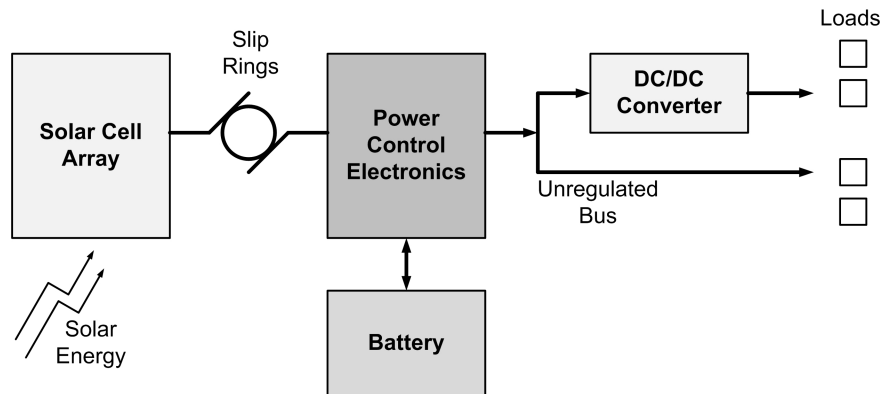 Slip
Rings
Loads
Solar Cell
Array
Power
Control
Electronics
DC/DC
Converter
Unregulated
Bus
Solar
Energy
Battery